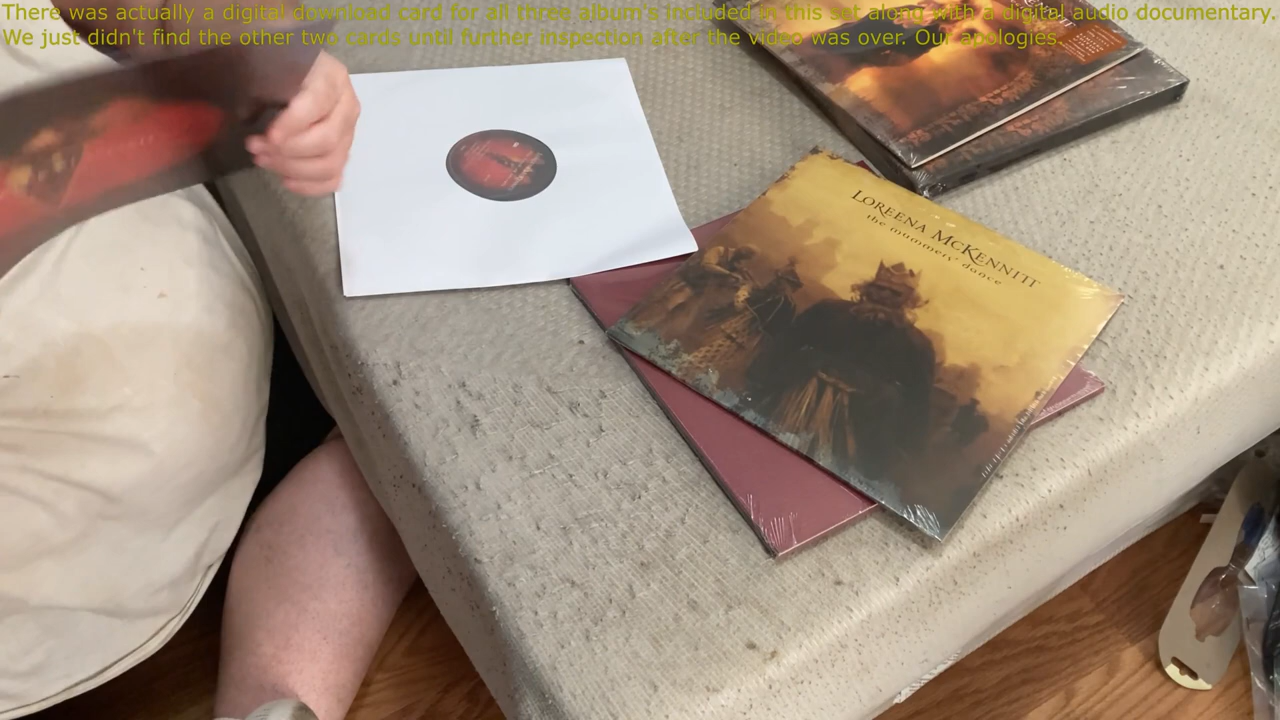 There was actually a digital download card for all three album's included in this set along with a digital audio documentary.
We just didn't find the other two cards until further inspection after the video was over. Our apologies.
LOREENA McKENNITT
the mummers' dance